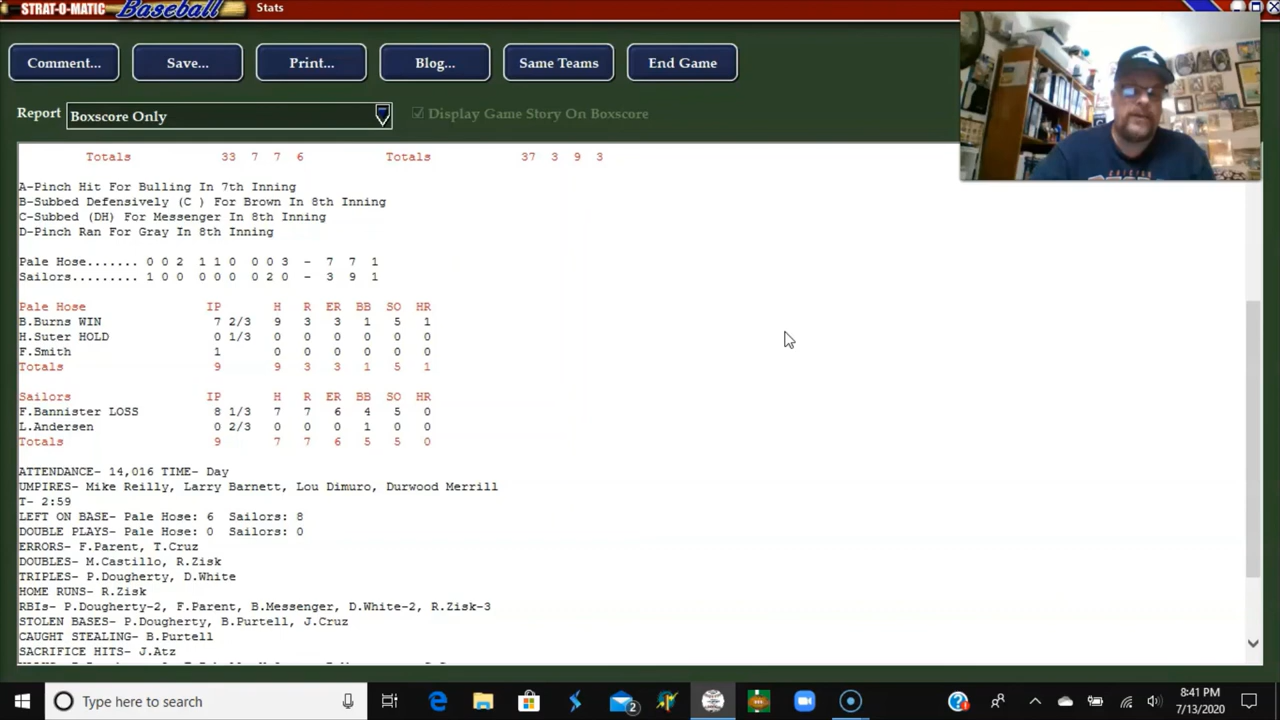 STRAT-O-MATIC Baseball Stats
Comment... Save... Print... Blog... Same Teams End Game
Report Boxscore Only Display Game Story On Boxscore
Totals 33 7 7 6 Totals 37 3 9 3
A-Pinch Hit For Bulling In 7th Inning
B-Subbed Defensively (C ) For Brown In 8th Inning
C-Subbed (DH) For Messenger In 8th Inning
D-Pinch Ran For Gray In 8th Inning
Pale Hose....... 0 0 2 1 1 0 0 0 3 - 7 7 1
Sailors......... 1 0 0 0 0 0 0 2 0 - 3 9 1
Pale Hose IP H R ER BB SO HR
B.Burns WIN 7 2/3 9 3 3 1 5 1
H.Suter HOLD 0 1/3 0 0 0 0 0 0
F.Smith 1 0 0 0 0 0 0
Totals 9 9 3 3 1 5 1
Sailors IP H R ER BB SO HR
F.Bannister LOSS 8 1/3 7 7 6 4 5 0
L.Andersen 0 2/3 0 0 0 1 0 0
Totals 9 7 7 6 5 5 0
ATTENDANCE- 14,016 TIME- Day
UMPIRES- Mike Reilly, Larry Barnett, Lou Dimuro, Durwood Merrill
T- 2:59
LEFT ON BASE- Pale Hose: 6 Sailors: 8
DOUBLE PLAYS- Pale Hose: 0 Sailors: 0
ERRORS- F.Parent, T.Cruz
DOUBLES- M.Castillo, R.Zisk
TRIPLES- P.Dougherty, D.White
HOME RUNS- R.Zisk
RBIs- P.Dougherty-2, F.Parent, B.Messenger, D.White-2, R.Zisk-3
STOLEN BASES- P.Dougherty, B.Purtell, J.Cruz
CAUGHT STEALING- B.Purtell
SACRIFICE HITS- J.Atz
Type here to search 2 8:41 PM
7/13/2020